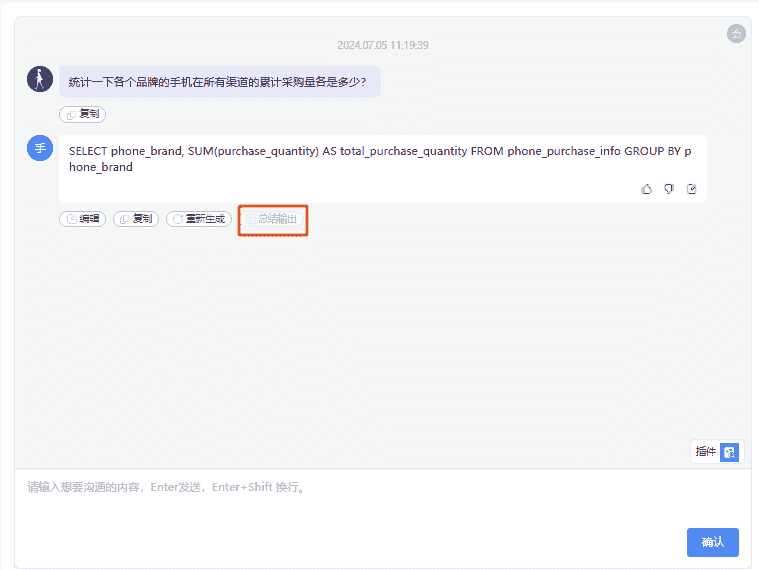 2024.07.05 11:19:39
统计一下各个品牌的手机在所有渠道的累计采购量各是多少?
复制
手
SELECT phone_brand, SUM(purchase_quantity) AS total_purchase_quantity FROM phone_purchase_info GROUP BY p
hone_brand
编辑 复制 重新生成 总结输出
插件
请输入想要沟通的内容，Enter发送，Enter+Shift 换行。
确认